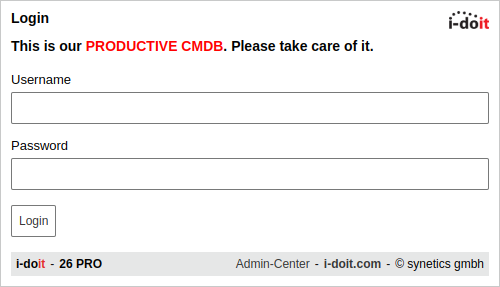 Login
i-doit
This is our PRODUCTIVE CMDB. Please take care of it.
Username
Password
Login
i-doit - 26 PRO
Admin-Center - i-doit.com - © synetics gmbh